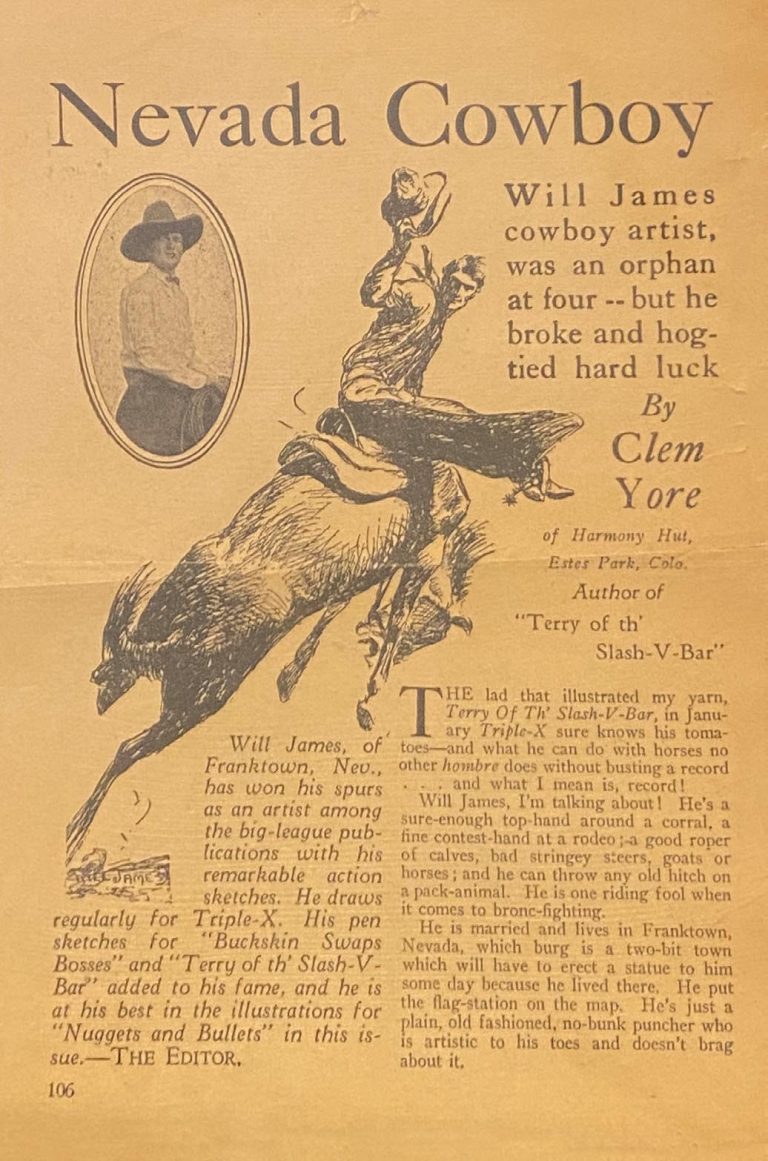 Nevada Cowboy
Will James
cowboy artist,
was an orphan
at four -- but he
broke and hog-
tied hard luck
By
Clem
Yore
of Harmony Hut,
Estes Park, Colo.
Author of
"Terry of th'
Slash-V-Bar"
WILL JAMES
Will James, of
Franktown, Nev.,
has won his spurs
as an artist among
the big-league pub-
lications with his
remarkable action
sketches. He draws
regularly for Triple-X. His pen
sketches for "Buckskin Swaps
Bosses" and "Terry of th' Slash-V-
Bar" added to his fame, and he is
at his best in the illustrations for
"Nuggets and Bullets" in this is-
sue.—THE EDITOR.
THE lad that illustrated my yarn,
Terry Of Th' Slash-V-Bar, in Janu-
ary Triple-X sure knows his toma-
toes—and what he can do with horses no
other hombre does without busting a record
. . . and what I mean is, record!
Will James, I'm talking about! He's a
sure-enough top-hand around a corral, a
fine contest-hand at a rodeo; a good roper
of calves, bad stringey steers, goats or
horses; and he can throw any old hitch on
a pack-animal. He is one riding fool when
it comes to bronc-fighting.
He is married and lives in Franktown,
Nevada, which burg is a two-bit town
which will have to erect a statue to him
some day because he lived there. He put
the flag-station on the map. He's just a
plain, old fashioned, no-bunk puncher who
is artistic to his toes and doesn't brag
about it.
106